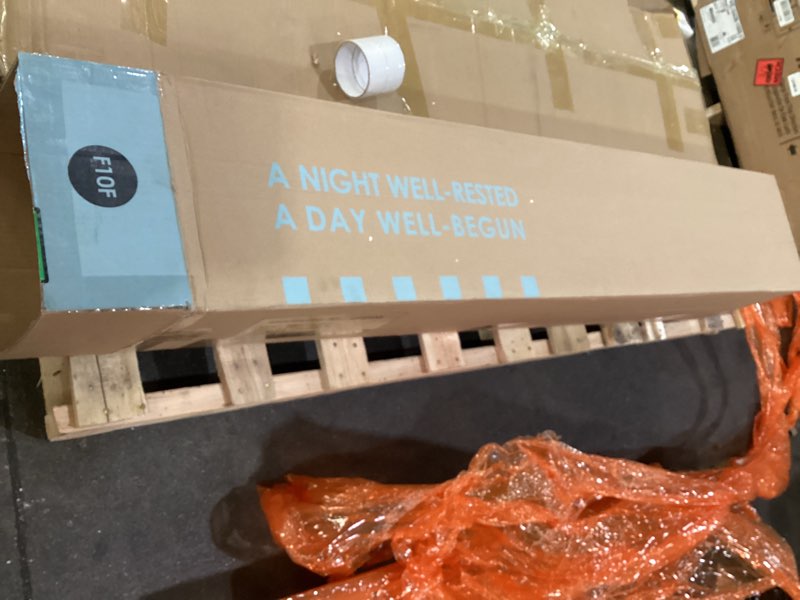 F10F
A NIGHT WELL-RESTED
A DAY WELL-BEGUN